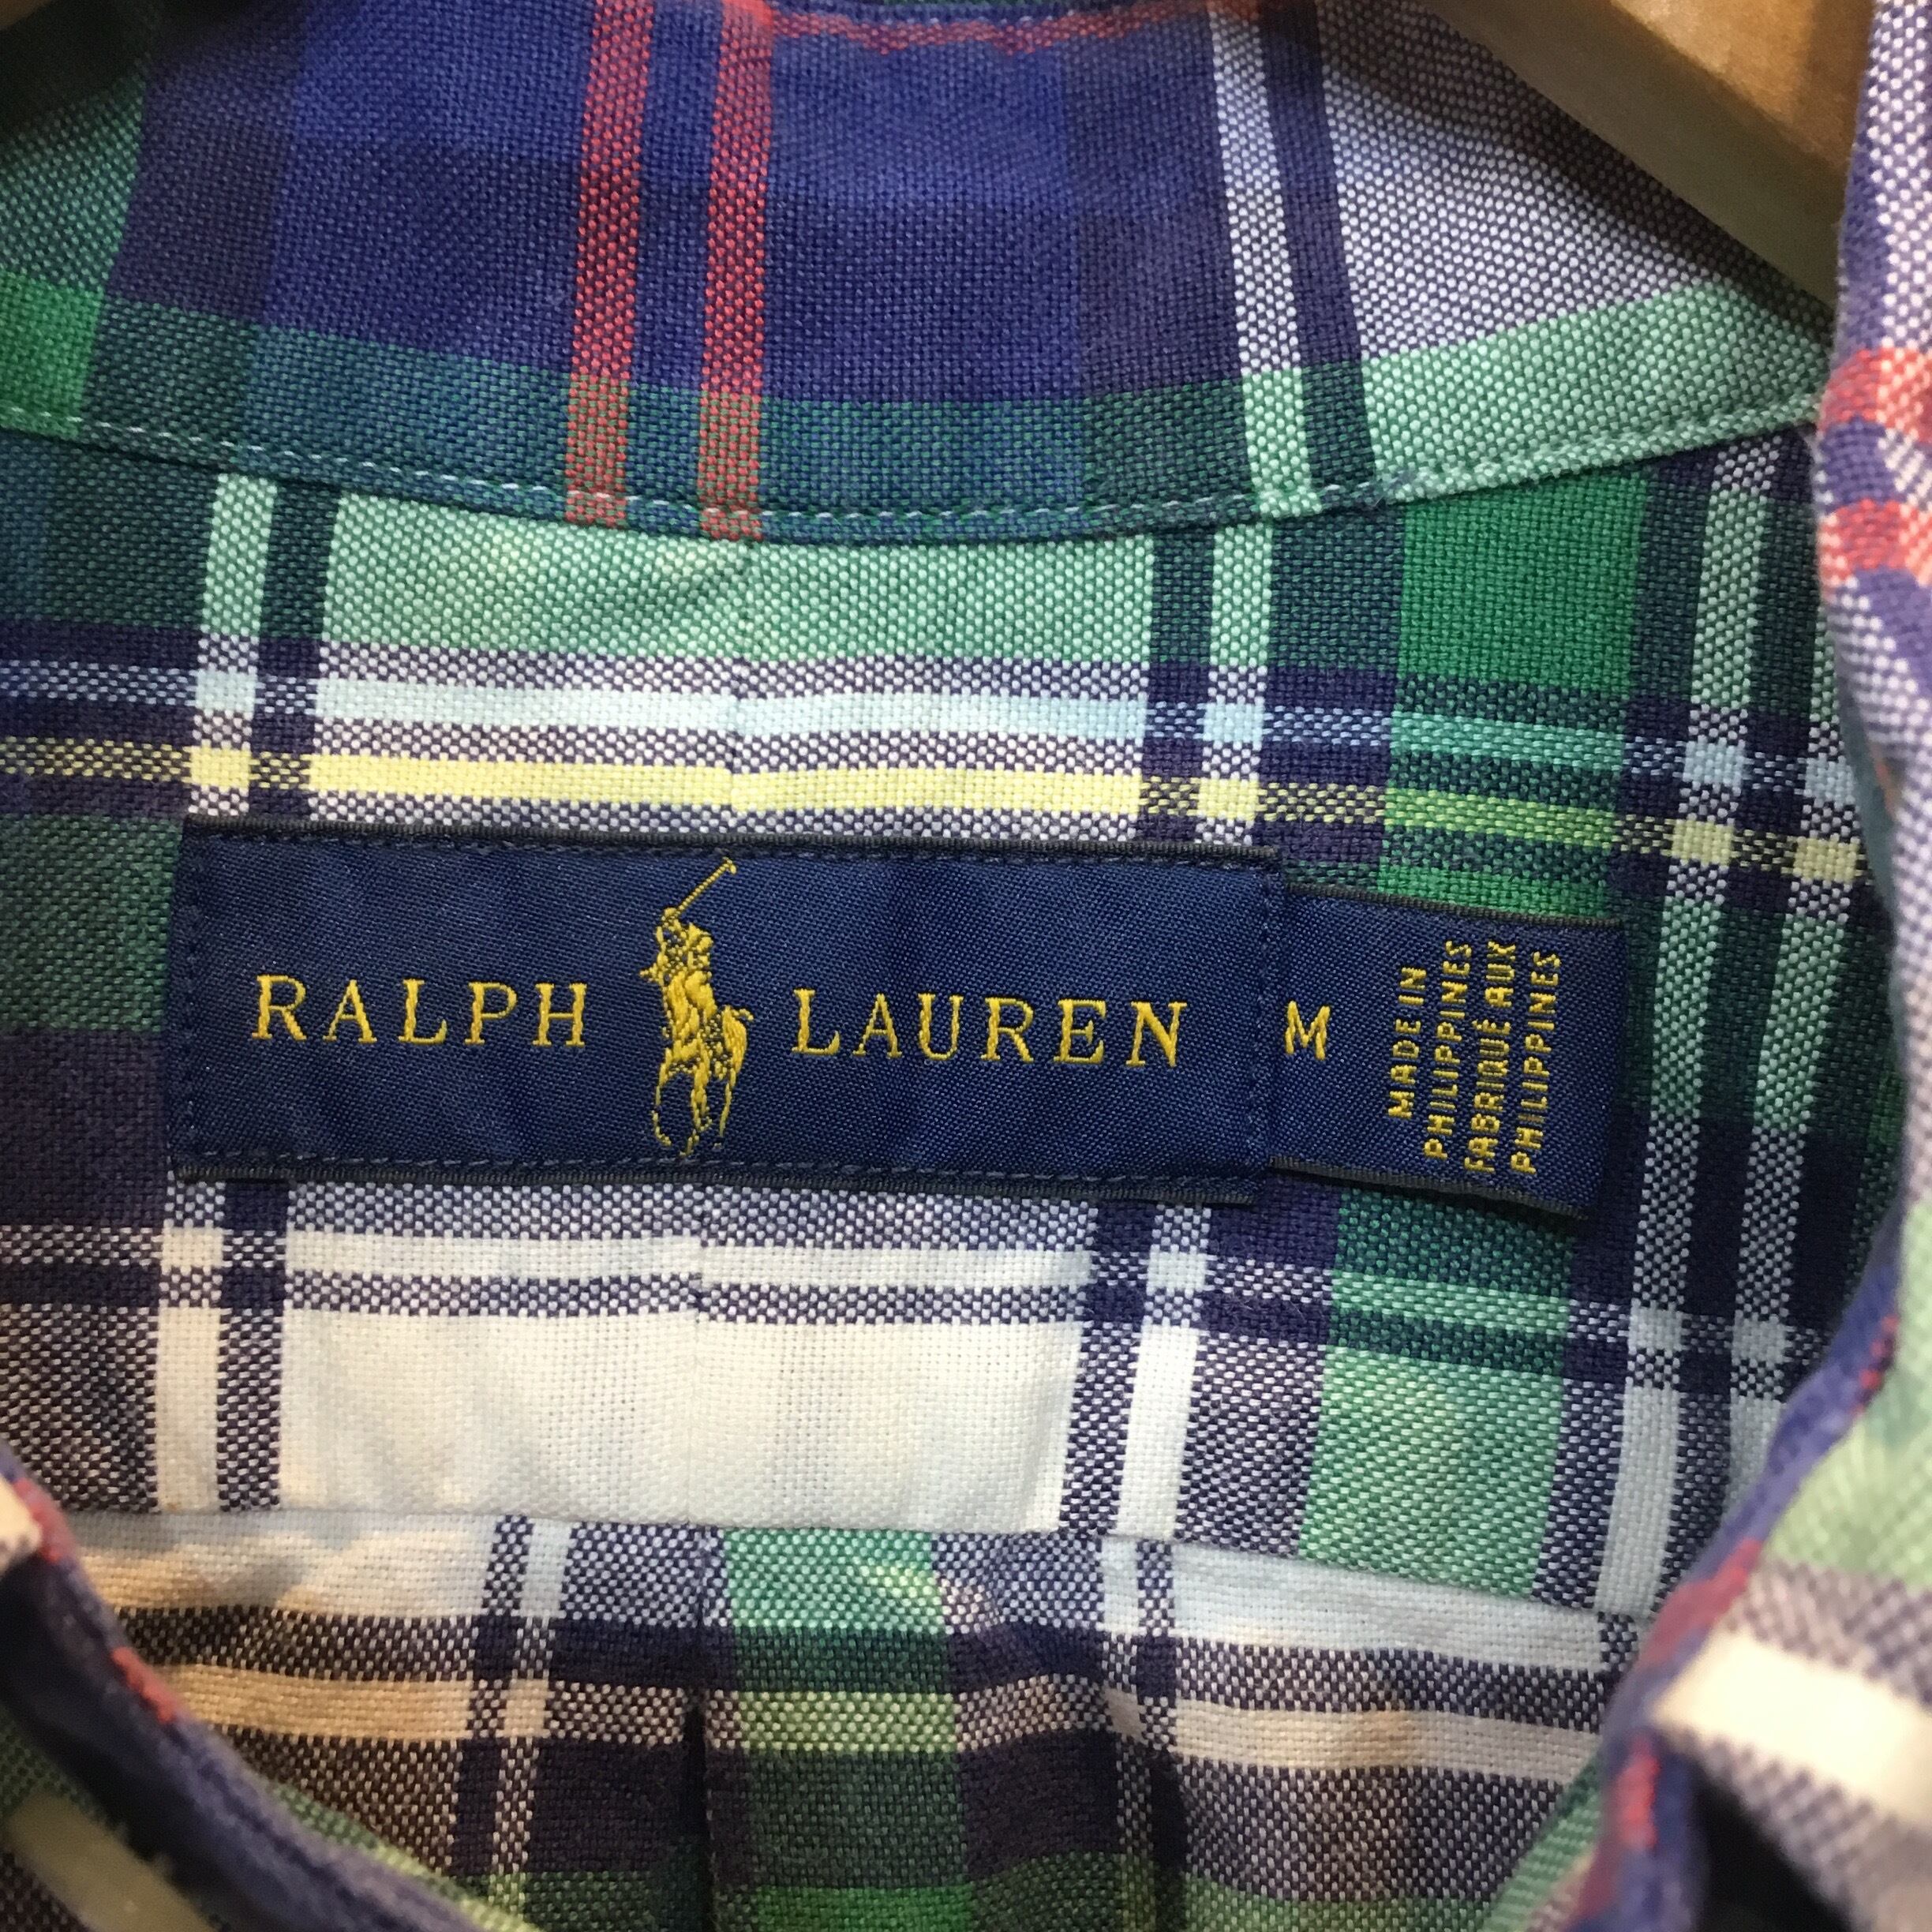 RALPH LAUREN
M
MADE IN
PHILIPPINES
FABRIQUÉ AUX
PHILIPPINES